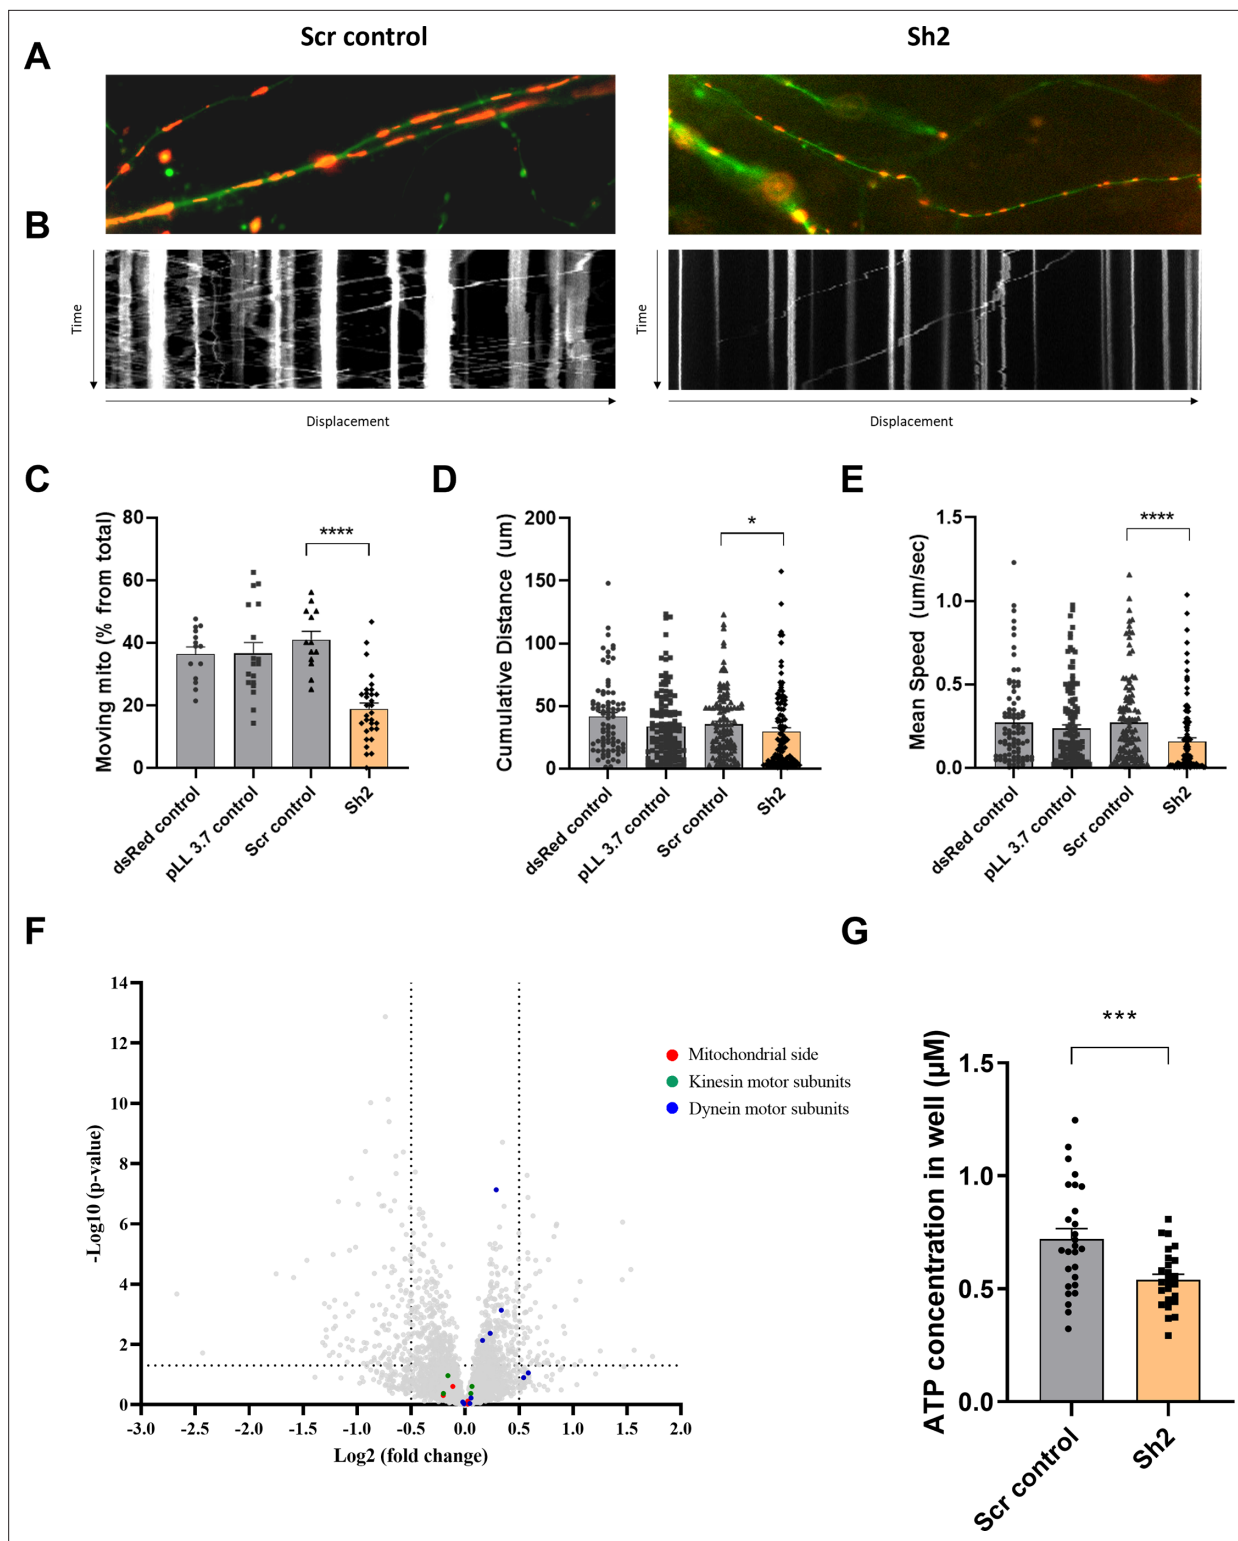 Scr control
Sh2
A
B
Time
Time
Displacement
Displacement
C
D
E
Moving mito (% from total)
80
60
40
20
0
****
dsRed control
pLL 3.7 control
Scr control
Sh2
Cumulative Distance (um)
200
150
100
50
0
*
dsRed control
pLL 3.7 control
Scr control
Sh2
Mean Speed (um/sec)
1.5
1.0
0.5
0.0
****
dsRed control
pLL 3.7 control
Scr control
Sh2
F
G
-Log10 (p-value)
14
12
10
8
6
4
2
0
-3.0 -2.5 -2.0 -1.5 -1.0 -0.5 0.0 0.5 1.0 1.5 2.0
Log2 (fold change)
Mitochondrial side
Kinesin motor subunits
Dynein motor subunits
ATP concentration in well (µM)
1.5
1.0
0.5
0.0
***
Scr control
Sh2